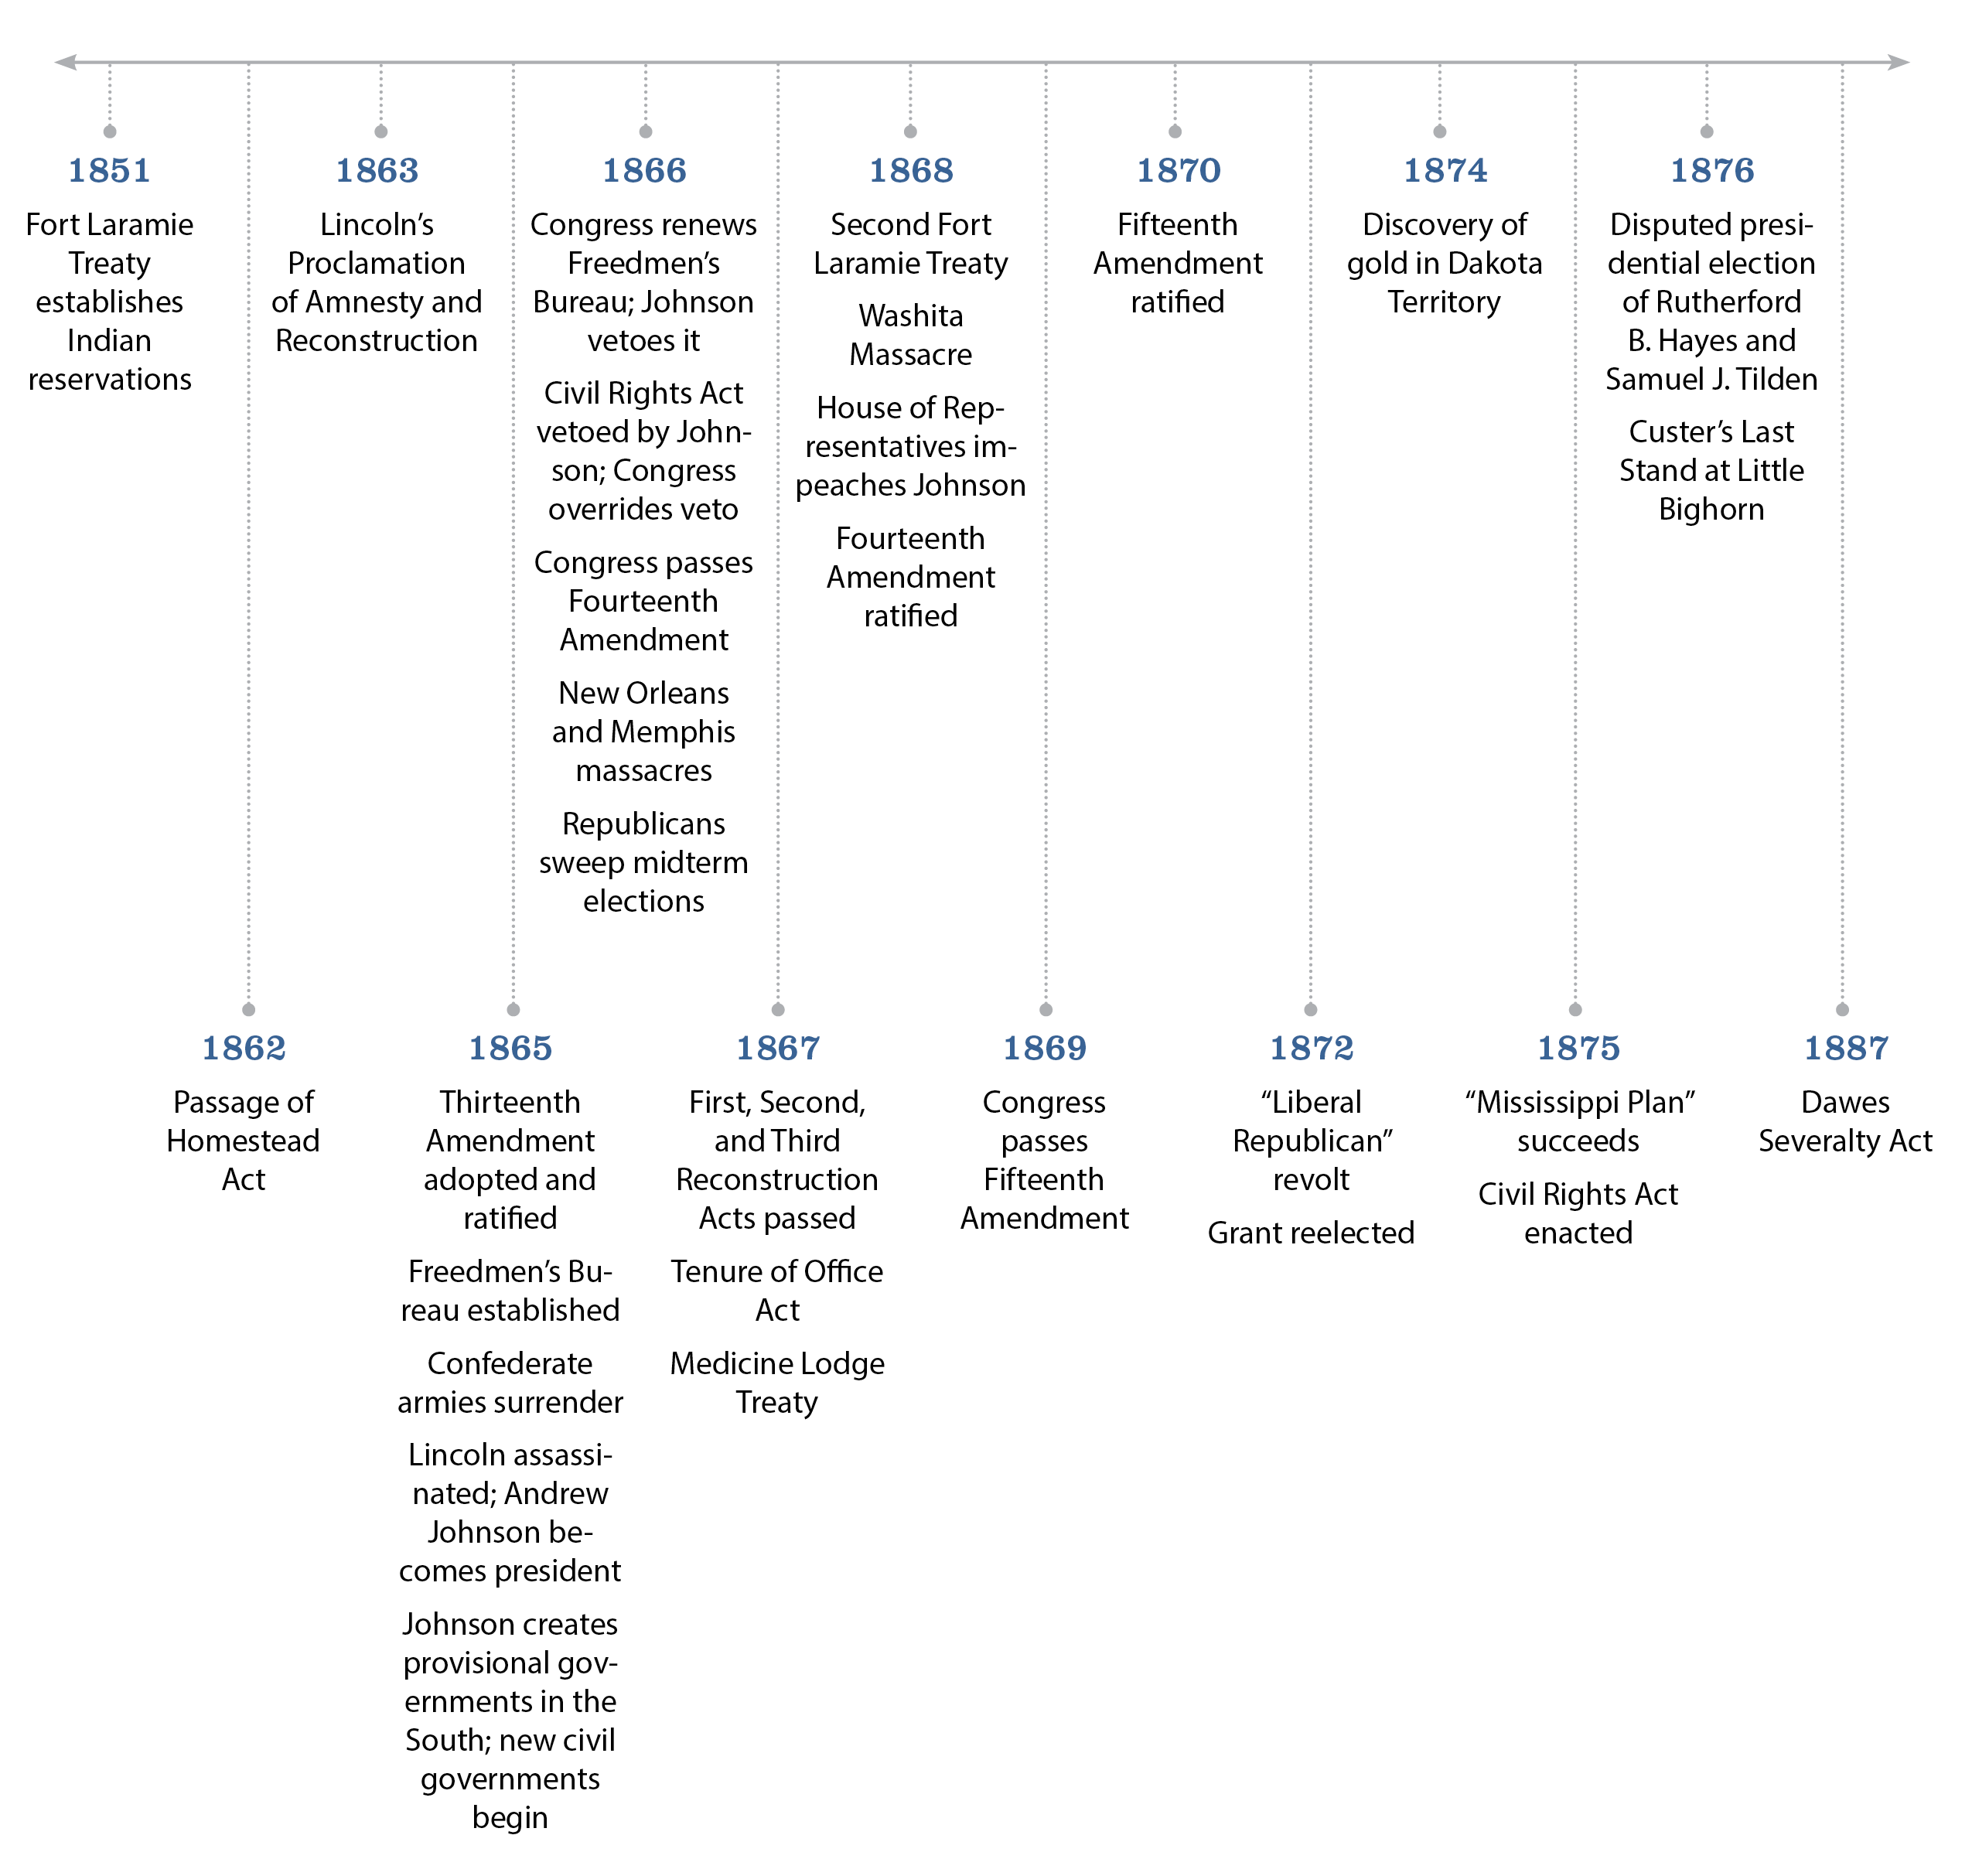 1851
Fort Laramie
Treaty
establishes
Indian
reservations
1862
Passage of
Homestead
Act
1863
Lincoln’s
Proclamation
of Amnesty and
Reconstruction
1865
Thirteenth
Amendment
adopted and
ratified
Freedmen’s Bu-
reau established
Confederate
armies surrender
Lincoln assassi-
nated; Andrew
Johnson be-
comes president
Johnson creates
provisional gov-
ernments in the
South; new civil
governments
begin
1866
Congress renews
Freedmen’s
Bureau; Johnson
vetoes it
Civil Rights Act
vetoed by John-
son; Congress
overrides veto
Congress passes
Fourteenth
Amendment
New Orleans
and Memphis
massacres
Republicans
sweep midterm
elections
1867
First, Second,
and Third
Reconstruction
Acts passed
Tenure of Office
Act
Medicine Lodge
Treaty
1868
Second Fort
Laramie Treaty
Washita
Massacre
House of Rep-
resentatives im-
peaches Johnson
Fourteenth
Amendment
ratified
1869
Congress
passes
Fifteenth
Amendment
1870
Fifteenth
Amendment
ratified
1872
“Liberal
Republican”
revolt
Grant reelected
1874
Discovery of
gold in Dakota
Territory
1875
“Mississippi Plan”
succeeds
Civil Rights Act
enacted
1876
Disputed presi-
dential election
of Rutherford
B. Hayes and
Samuel J. Tilden
Custer’s Last
Stand at Little
Bighorn
1887
Dawes
Severalty Act